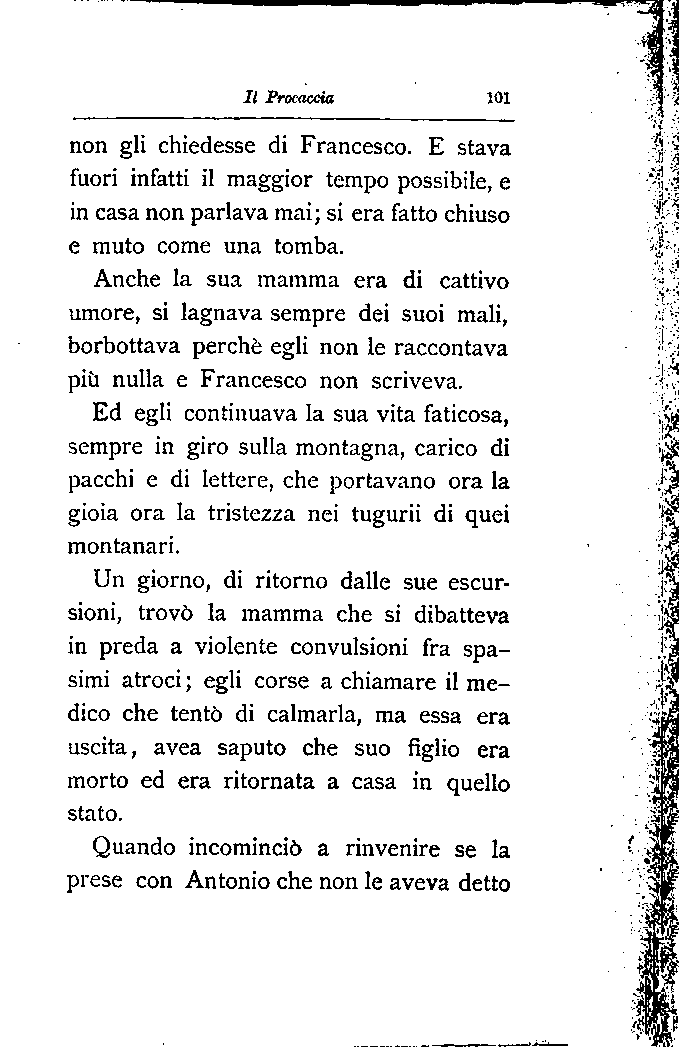 Il Procaccia 101
non gli chiedesse di Francesco. E stava
fuori infatti il maggior tempo possibile, e
in casa non parlava mai; si era fatto chiuso
e muto come una tomba.
Anche la sua mamma era di cattivo
umore, si lagnava sempre dei suoi mali,
borbottava perchè egli non le raccontava
più nulla e Francesco non scriveva.
Ed egli continuava la sua vita faticosa,
sempre in giro sulla montagna, carico di
pacchi e di lettere, che portavano ora la
gioia ora la tristezza nei tugurii di quei
montanari.
Un giorno, di ritorno dalle sue escur-
sioni, trovò la mamma che si dibatteva
in preda a violente convulsioni fra spa-
simi atroci; egli corse a chiamare il me-
dico che tentò di calmarla, ma essa era
uscita, avea saputo che suo figlio era
morto ed era ritornata a casa in quello
stato.
Quando incominciò a rinvenire se la
prese con Antonio che non le aveva detto